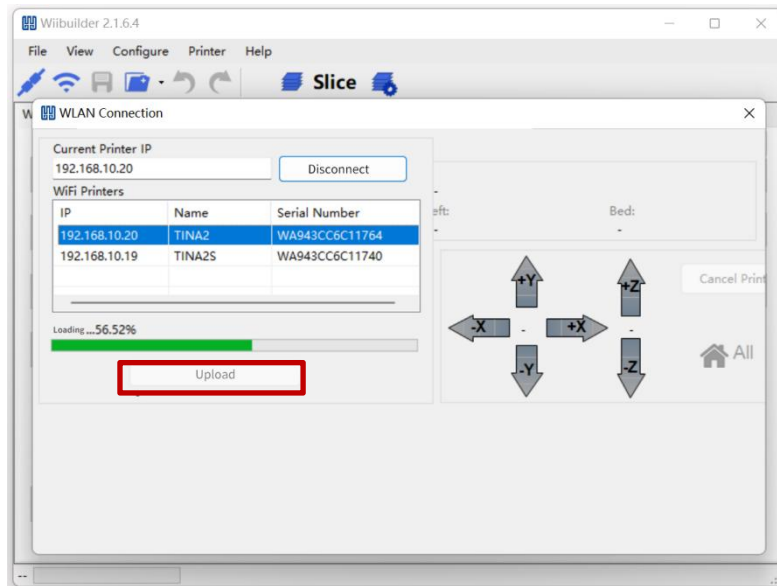 Wiibuilder 2.1.6.4
File View Configure Printer Help
Slice
WLAN Connection
Current Printer IP
192.168.10.20 Disconnect
WiFi Printers
IP Name Serial Number
192.168.10.20 TINA2 WA943CC6C11764
192.168.10.19 TINA2S WA943CC6C11740
Loading ...56.52%
Upload
-
eft: Bed:
- -
+Y +Z Cancel Print
-X - +X -
-Y -Z All
--